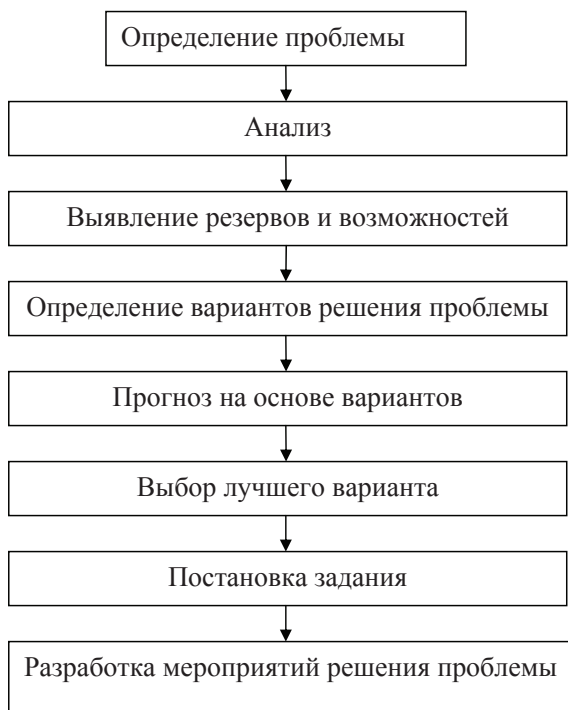 Определение проблемы
Анализ
Выявление резервов и возможностей
Определение вариантов решения проблемы
Прогноз на основе вариантов
Выбор лучшего варианта
Постановка задания
Разработка мероприятий решения проблемы